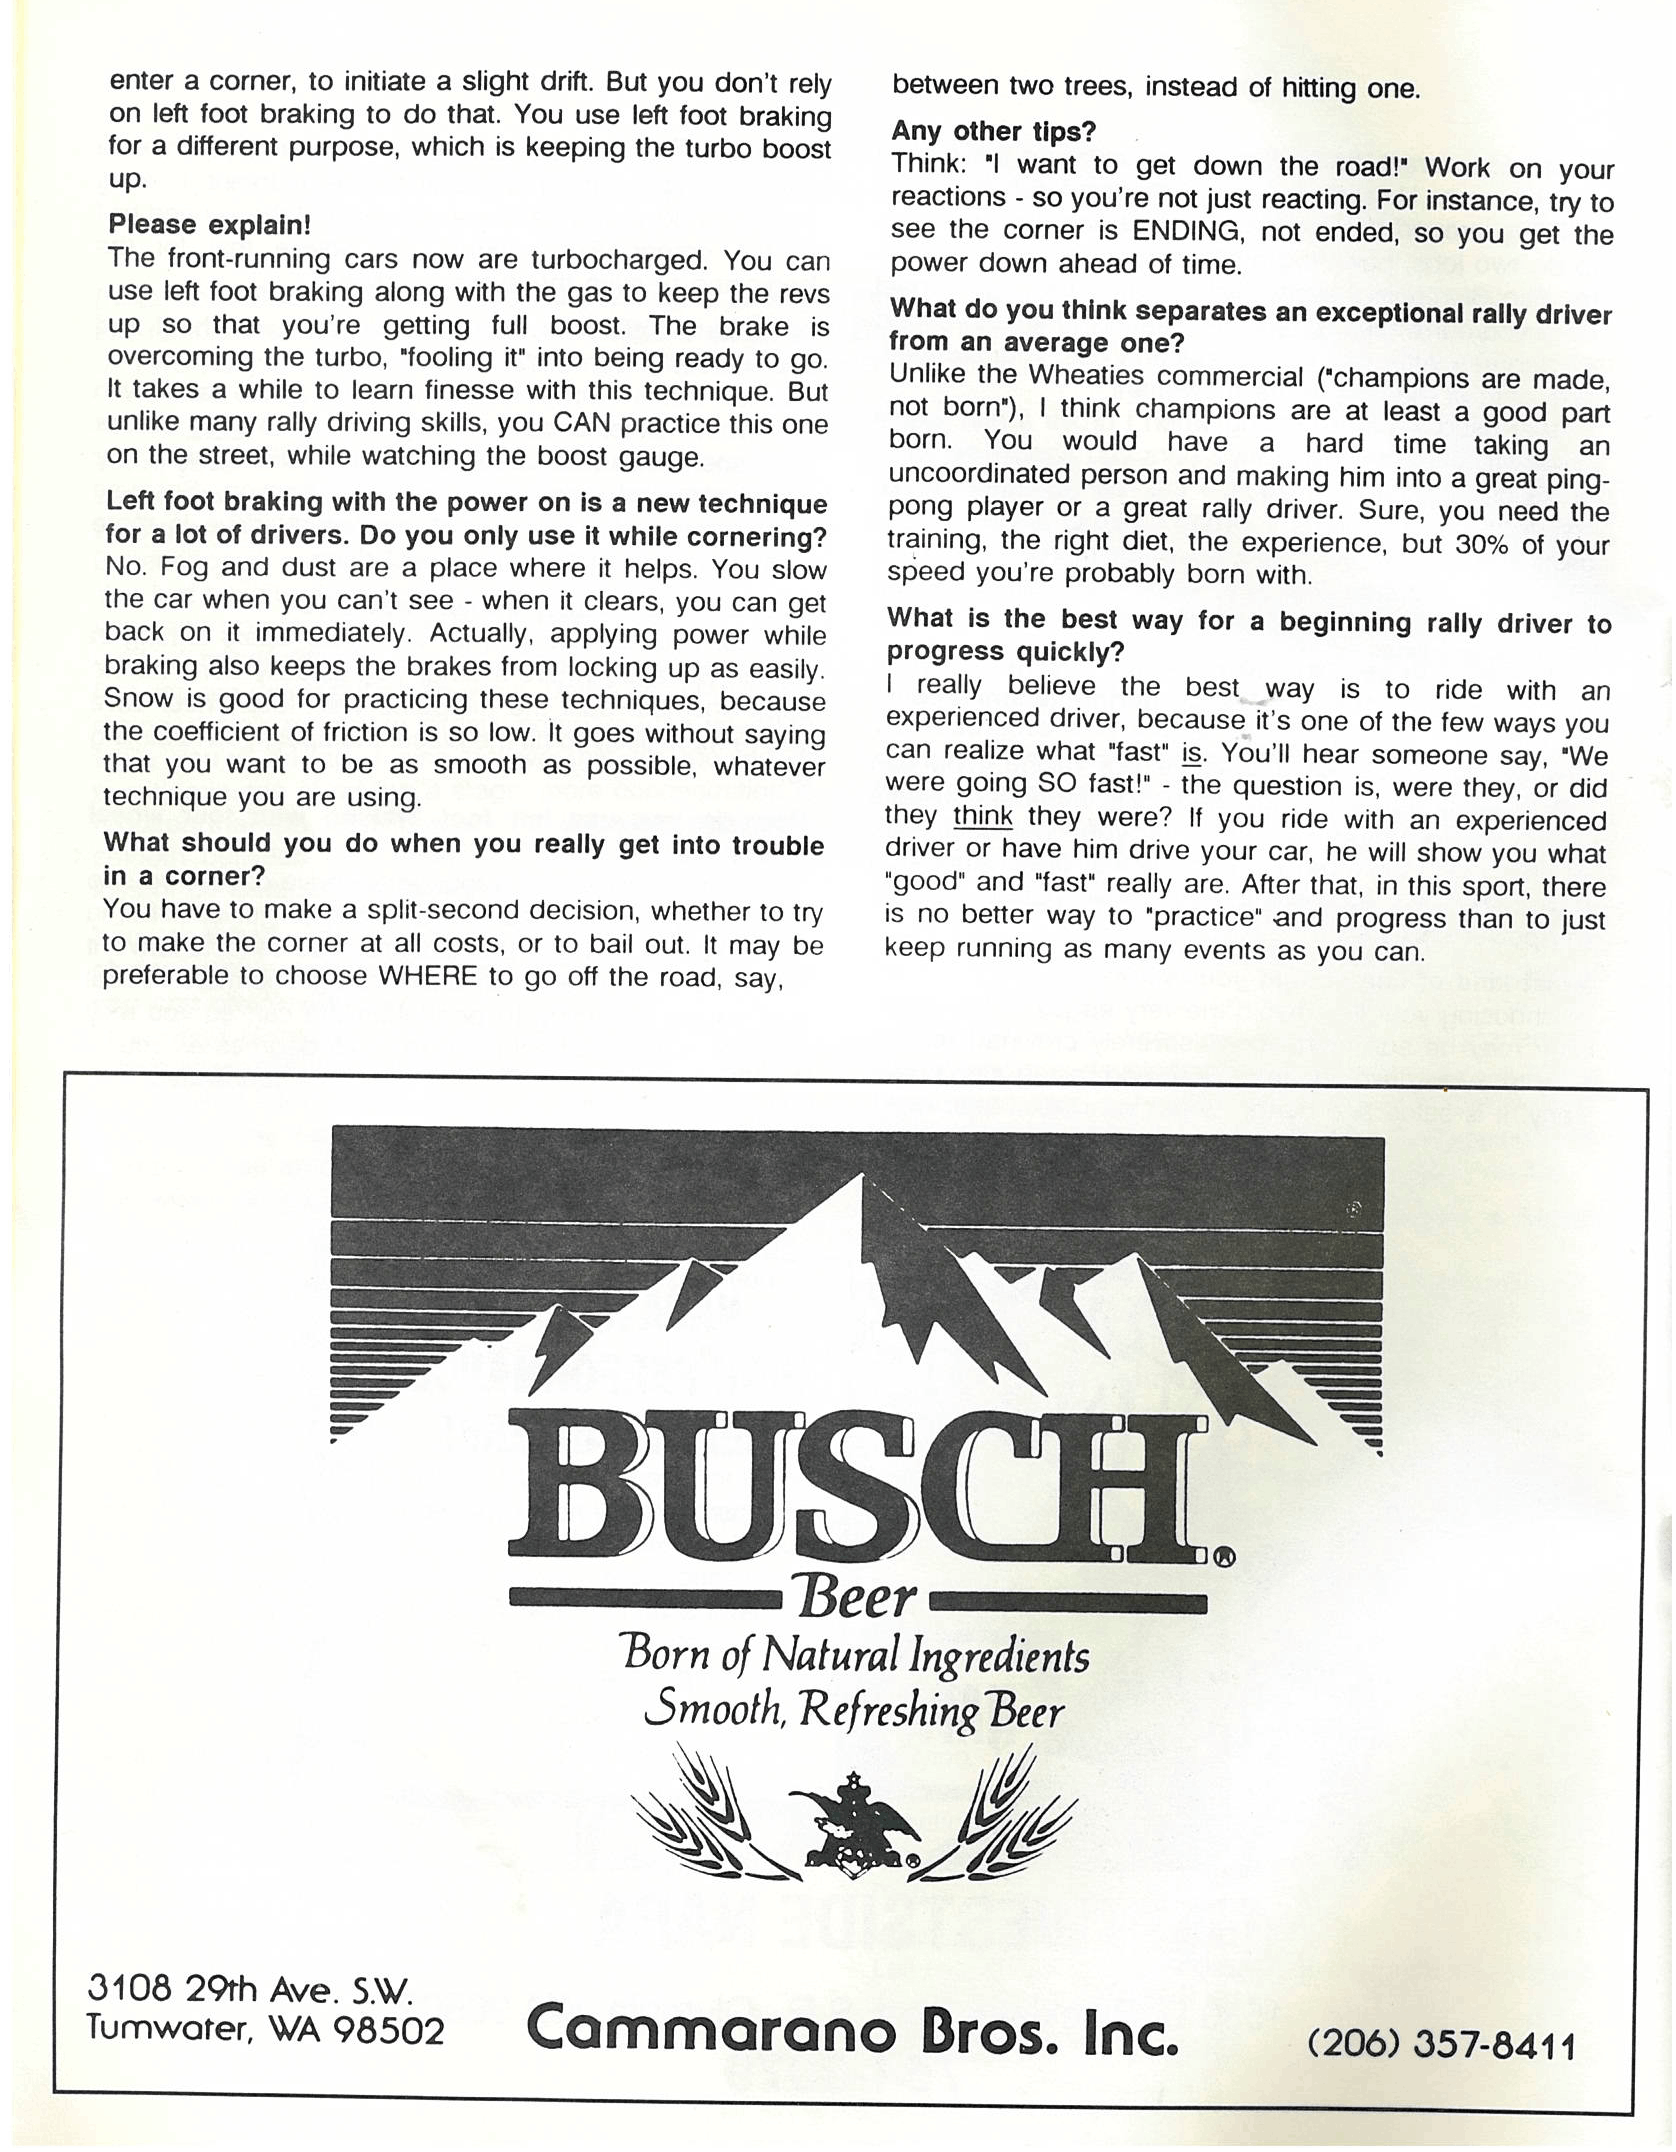 enter a corner, to initiate a slight drift. But you don't rely
on left foot braking to do that. You use left foot braking
for a different purpose, which is keeping the turbo boost
up.
Please explain!
The front-running cars now are turbocharged. You can
use left foot braking along with the gas to keep the revs
up so that you're getting full boost. The brake is
overcoming the turbo, "fooling it" into being ready to go.
It takes a while to learn finesse with this technique. But
unlike many rally driving skills, you CAN practice this one
on the street, while watching the boost gauge.
Left foot braking with the power on is a new technique
for a lot of drivers. Do you only use it while cornering?
No. Fog and dust are a place where it helps. You slow
the car when you can't see - when it clears, you can get
back on it immediately. Actually, applying power while
braking also keeps the brakes from locking up as easily.
Snow is good for practicing these techniques, because
the coefficient of friction is so low. It goes without saying
that you want to be as smooth as possible, whatever
technique you are using.
What should you do when you really get into trouble
in a corner?
You have to make a split-second decision, whether to try
to make the corner at all costs, or to bail out. It may be
preferable to choose WHERE to go off the road, say,
between two trees, instead of hitting one.
Any other tips?
Think: "I want to get down the road!" Work on your
reactions - so you're not just reacting. For instance, try to
see the corner is ENDING, not ended, so you get the
power down ahead of time.
What do you think separates an exceptional rally driver
from an average one?
Unlike the Wheaties commercial ("champions are made,
not born"), I think champions are at least a good part
born. You would have a hard time taking an
uncoordinated person and making him into a great ping-
pong player or a great rally driver. Sure, you need the
training, the right diet, the experience, but 30% of your
speed you're probably born with.
What is the best way for a beginning rally driver to
progress quickly?
I really believe the best way is to ride with an
experienced driver, because it's one of the few ways you
can realize what "fast" is. You'll hear someone say, "We
were going SO fast!" - the question is, were they, or did
they think they were? If you ride with an experienced
driver or have him drive your car, he will show you what
"good" and "fast" really are. After that, in this sport, there
is no better way to "practice" and progress than to just
keep running as many events as you can.
BUSCH®
Beer
Born of Natural Ingredients
Smooth, Refreshing Beer
®
3108 29th Ave. S.W.
Tumwater, WA 98502
Cammarano Bros. Inc.
(206) 357-8411